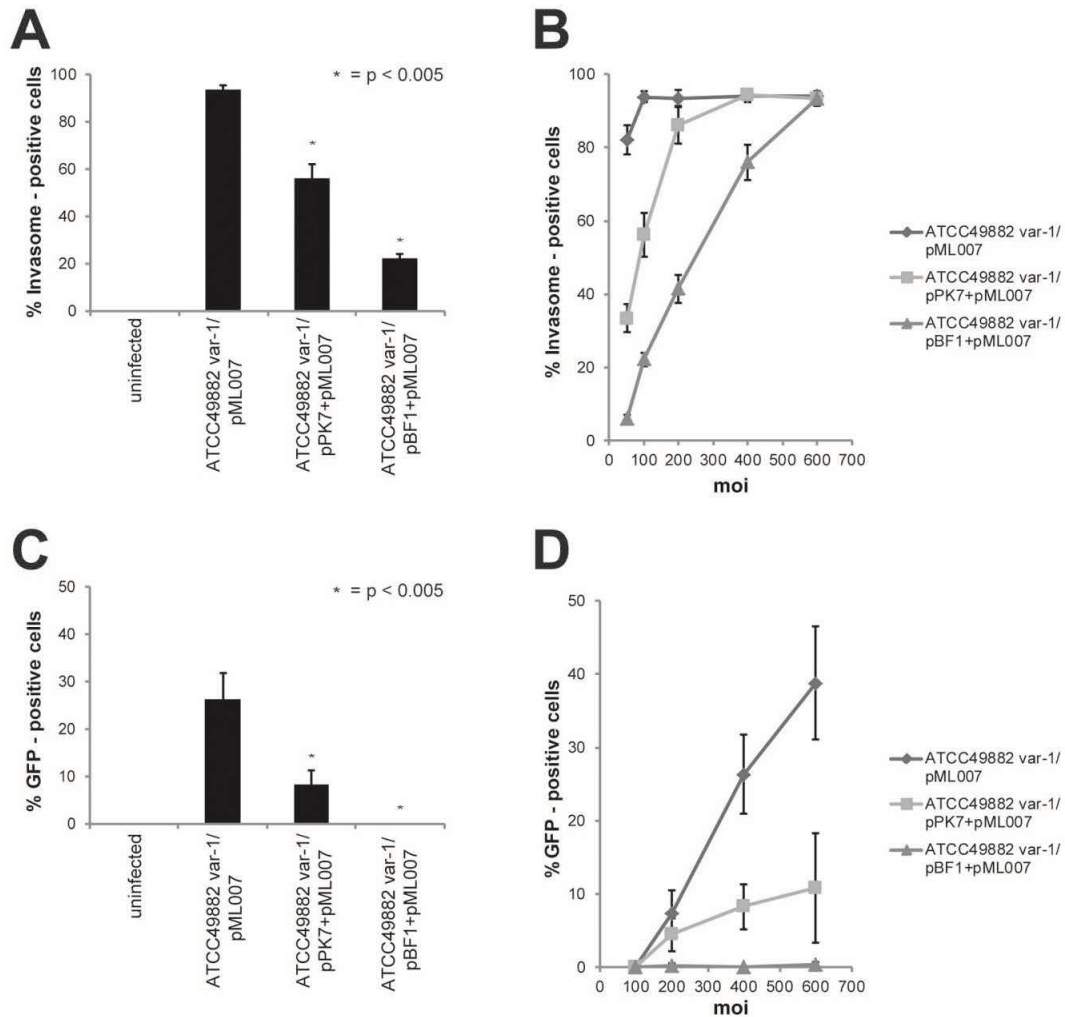 A
% Invasome - positive cells
100
80
60
40
20
0
* = p < 0.005
*
*
uninfected
ATCC49882 var-1/
pML007
ATCC49882 var-1/
pPK7+pML007
ATCC49882 var-1/
pBF1+pML007
B
% Invasome - positive cells
100
80
60
40
20
0
0 100 200 300 400 500 600 700
moi
ATCC49882 var-1/
pML007
ATCC49882 var-1/
pPK7+pML007
ATCC49882 var-1/
pBF1+pML007
C
% GFP - positive cells
50
40
30
20
10
0
* = p < 0.005
*
*
uninfected
ATCC49882 var-1/
pML007
ATCC49882 var-1/
pPK7+pML007
ATCC49882 var-1/
pBF1+pML007
D
%GFP - positive cells
50
40
30
20
10
0
0 100 200 300 400 500 600 700
moi
ATCC49882 var-1/
pML007
ATCC49882 var-1/
pPK7+pML007
ATCC49882 var-1/
pBF1+pML007